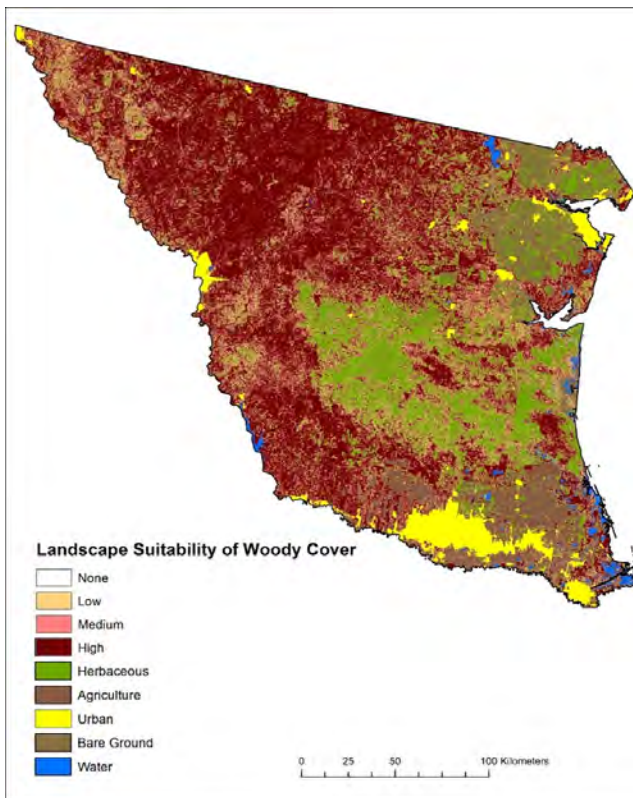 Landscape Suitability of Woody Cover
None
Low
Medium
High
Herbaceous
Agriculture
Urban
Bare Ground
Water
0 25 50 100 Kilometers